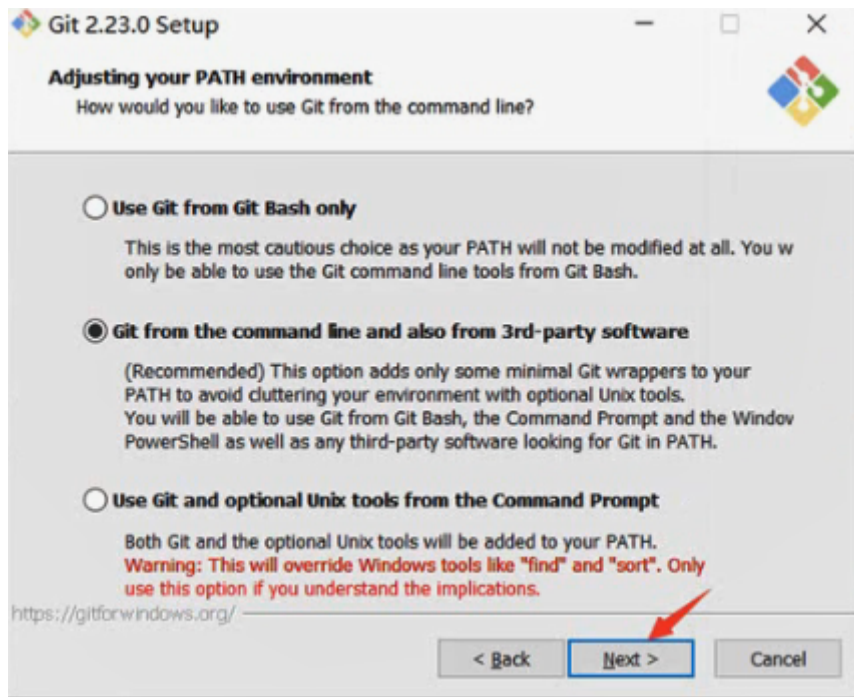 Git 2.23.0 Setup
Adjusting your PATH environment
How would you like to use Git from the command line?
Use Git from Git Bash only
This is the most cautious choice as your PATH will not be modified at all. You w
only be able to use the Git command line tools from Git Bash.
Git from the command line and also from 3rd-party software
(Recommended) This option adds only some minimal Git wrappers to your
PATH to avoid cluttering your environment with optional Unix tools.
You will be able to use Git from Git Bash, the Command Prompt and the Window
PowerShell as well as any third-party software looking for Git in PATH.
Use Git and optional Unix tools from the Command Prompt
Both Git and the optional Unix tools will be added to your PATH.
Warning: This will override Windows tools like "find" and "sort". Only
use this option if you understand the implications.
https://gitforwindows.org/
< Back Next > Cancel